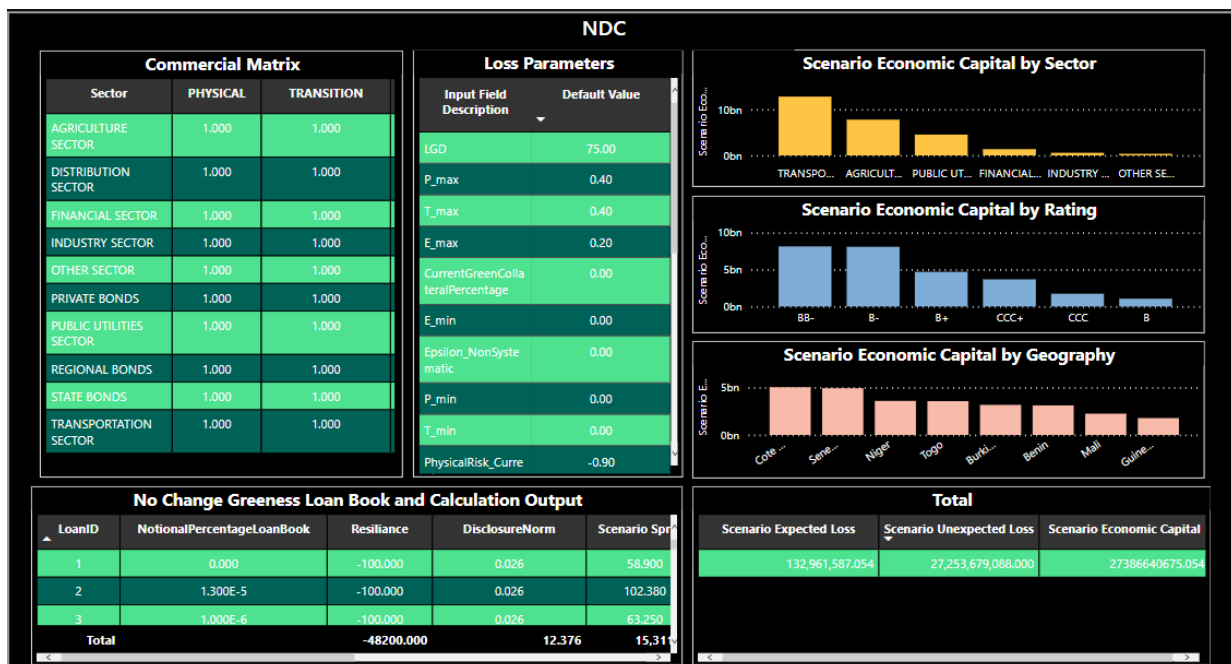 NDC
Commercial Matrix
Sector PHYSICAL TRANSITION
AGRICULTURE
SECTOR 1.000 1.000
DISTRIBUTION
SECTOR 1.000 1.000
FINANCIAL SECTOR 1.000 1.000
INDUSTRY SECTOR 1.000 1.000
OTHER SECTOR 1.000 1.000
PRIVATE BONDS 1.000 1.000
PUBLIC UTILITIES
SECTOR 1.000 1.000
REGIONAL BONDS 1.000 1.000
STATE BONDS 1.000 1.000
TRANSPORTATION
SECTOR 1.000 1.000
Loss Parameters
Input Field
Description Default Value
LGD 75.00
P_max 0.40
T_max 0.40
E_max 0.20
CurrentGreenColla
teralPercentage 0.00
E_min 0.00
Epsilon_NonSyste
matic 0.00
P_min 0.00
T_min 0.00
PhysicalRisk_Curre -0.90
Scenario Economic Capital by Sector
Scenario Eco...
10bn
0bn
TRANSPO... AGRICULT... PUBLIC UT... FINANCIAL... INDUSTRY ... OTHER SE...
Scenario Economic Capital by Rating
Scenario Eco...
10bn
5bn
0bn
BB- B- B+ CCC+ CCC B
Scenario Economic Capital by Geography
Scenario E...
5bn
0bn
Cote ... Sene... Niger Togo Burki... Benin Mali Guine...
No Change Greeness Loan Book and Calculation Output
LoanID NotionalPercentageLoanBook Resiliance DisclosureNorm Scenario Spr
1 0.000 -100.000 0.026 58.900
2 1.300E-5 -100.000 0.026 102.380
3 1.000E-6 -100.000 0.026 63.250
Total -48200.000 12.376 15,311
Total
Scenario Expected Loss Scenario Unexpected Loss Scenario Economic Capital
132,961,587.054 27,253,679,088.000 27386640675.054